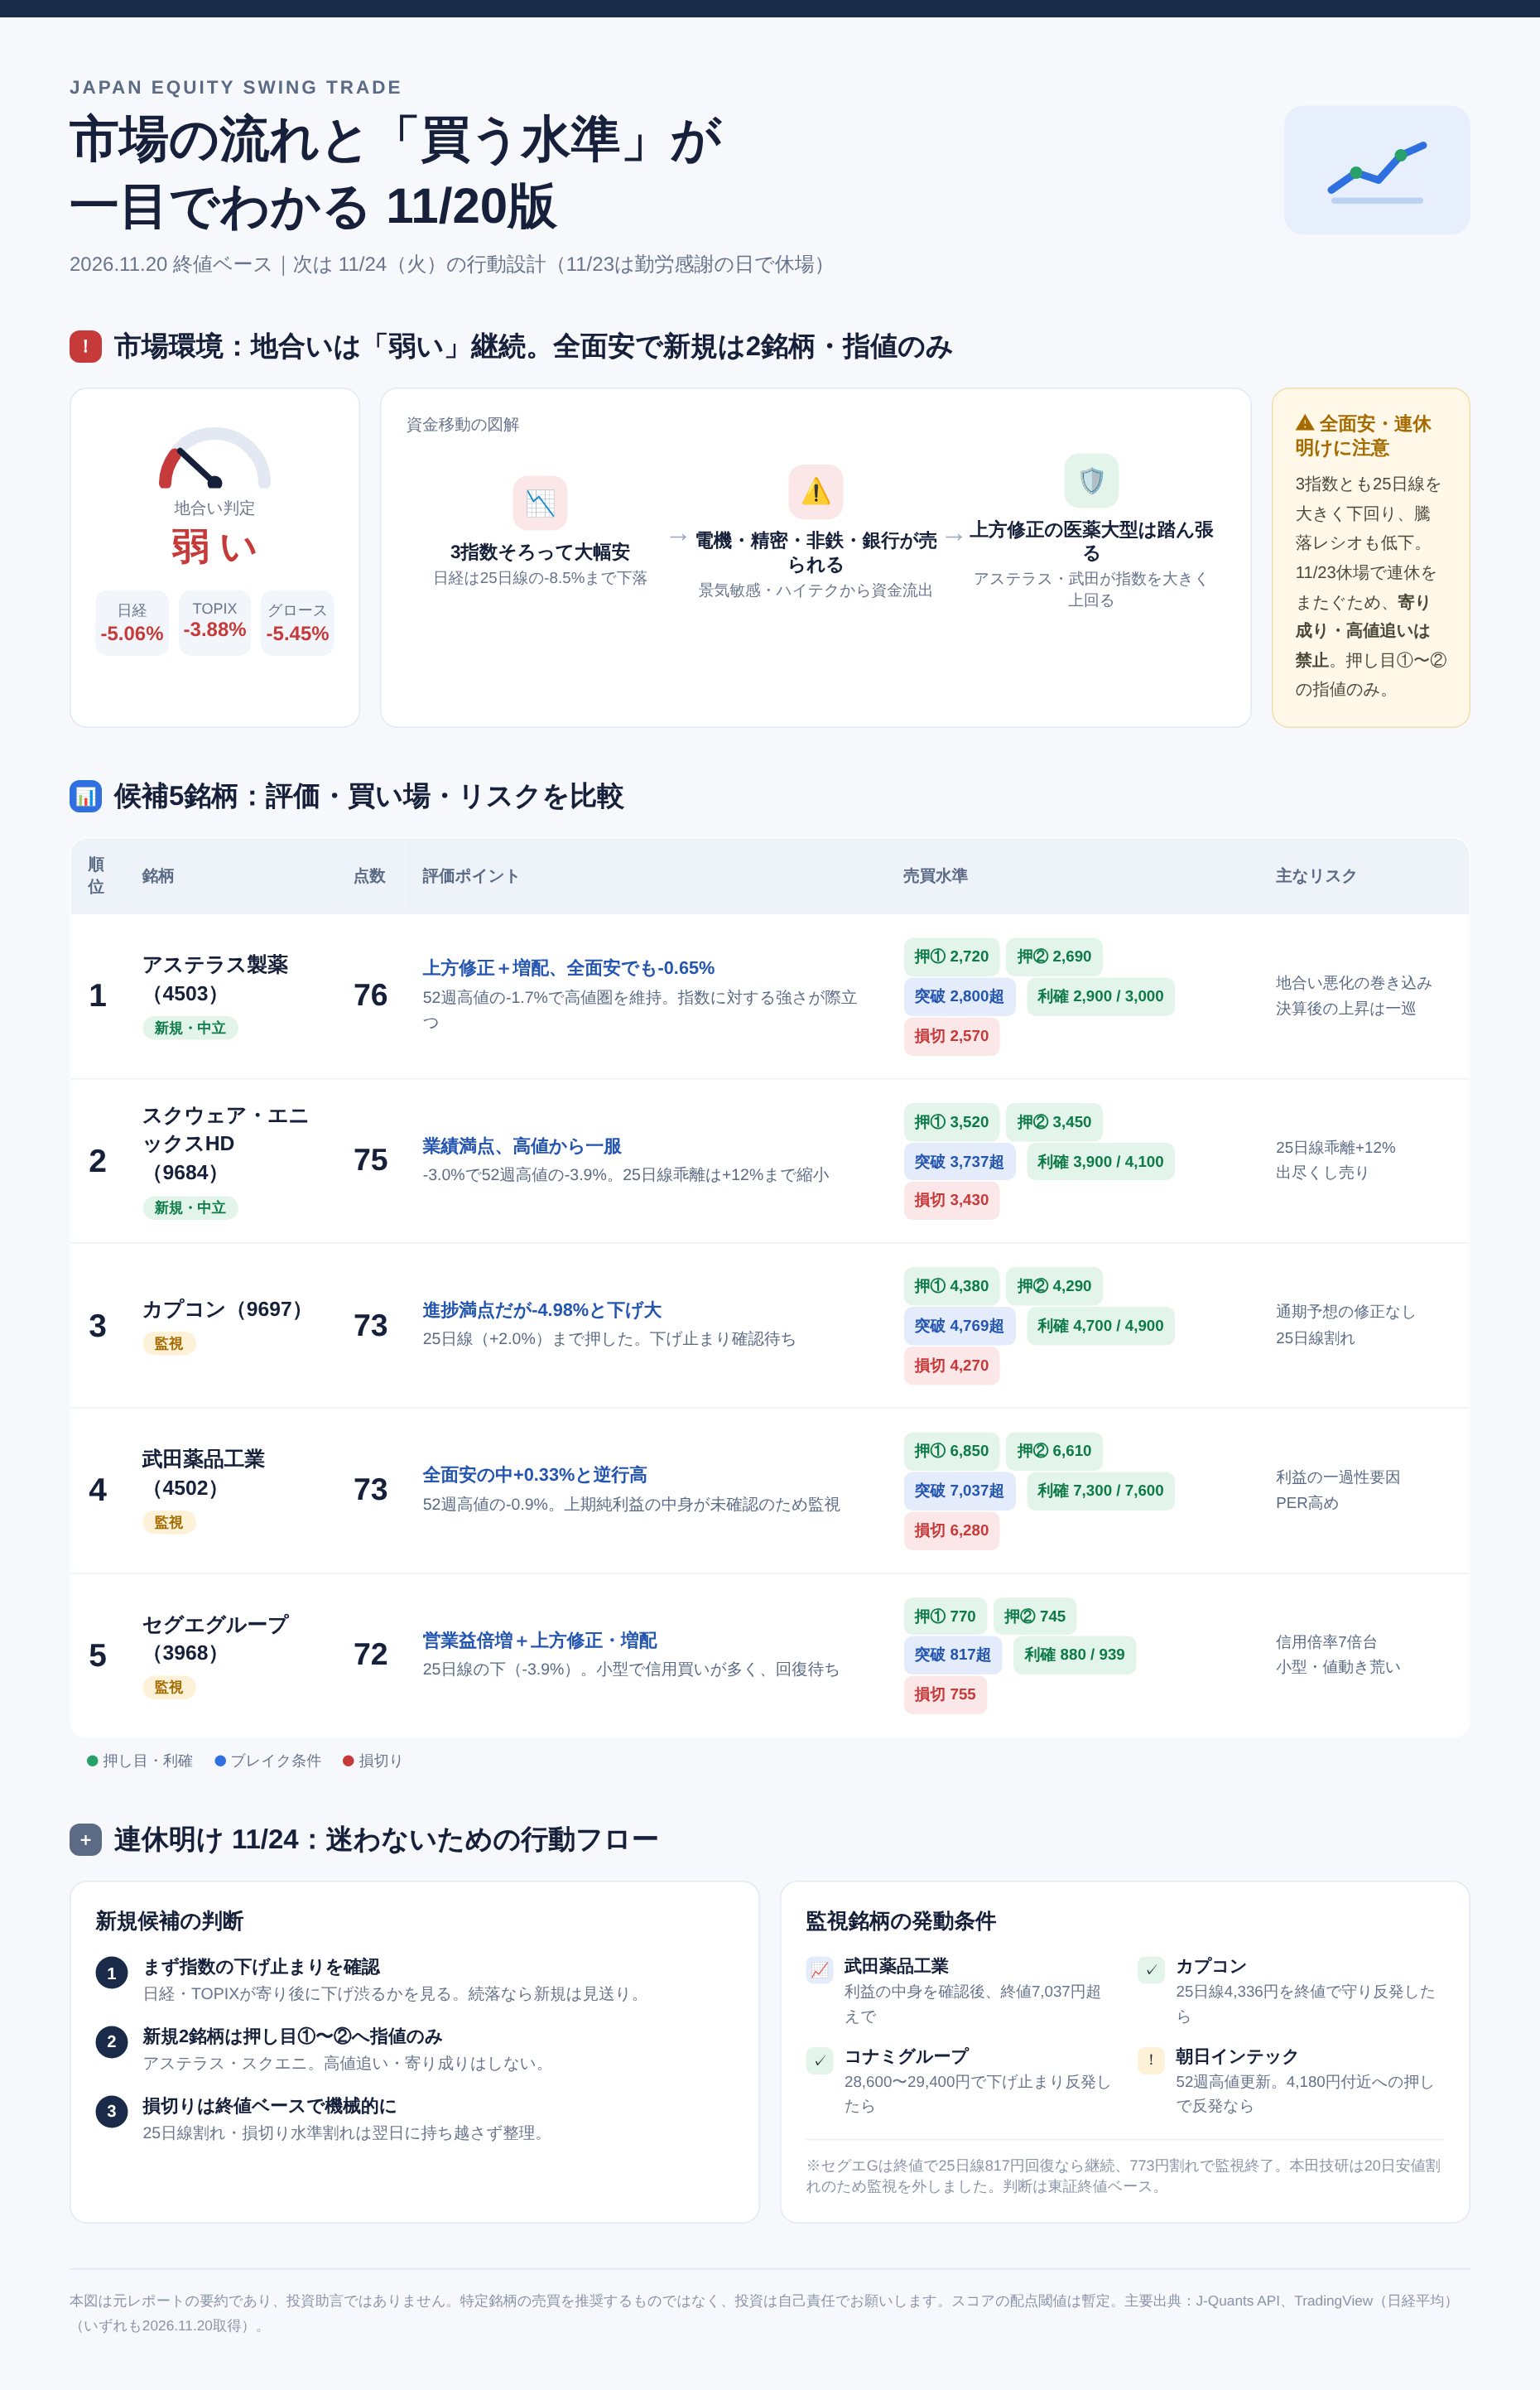 JAPAN EQUITY SWING TRADE
市場の流れと「買う水準」が
一目でわかる 11/20版
2026.11.20 終値ベース｜次は 11/24（火）の行動設計（11/23は勤労感謝の日で休場）
! 市場環境：地合いは「弱い」継続。全面安で新規は2銘柄・指値のみ
地合い判定
弱い
日経
-5.06%
TOPIX
-3.88%
グロース
-5.45%
資金移動の図解
3指数そろって大幅安
日経は25日線の-8.5%まで下落
→
電機・精密・非鉄・銀行が売
られる
景気敏感・ハイテクから資金流出
→
上方修正の医薬大型は踏ん張
る
アステラス・武田が指数を大きく
上回る
全面安・連休
明けに注意
3指数とも25日線を
大きく下回り、騰
落レシオも低下。
11/23休場で連休を
またぐため、寄り
成り・高値追いは
禁止。押し目①〜②
の指値のみ。
候補5銘柄：評価・買い場・リスクを比較
順
位
銘柄
点数
評価ポイント
売買水準
主なリスク
1
アステラス製薬
（4503）
新規・中立
76
上方修正＋増配、全面安でも-0.65%
52週高値の-1.7%で高値圏を維持。指数に対する強さが際立
つ
押① 2,720 押② 2,690
突破 2,800超 利確 2,900 / 3,000
損切 2,570
地合い悪化の巻き込み
決算後の上昇は一巡
2
スクウェア・エニ
ックスHD
（9684）
新規・中立
75
業績満点、高値から一服
-3.0%で52週高値の-3.9%。25日線乖離は+12%まで縮小
押① 3,520 押② 3,450
突破 3,737超 利確 3,900 / 4,100
損切 3,430
25日線乖離+12%
出尽くし売り
3
カプコン（9697）
監視
73
進捗満点だが-4.98%と下げ大
25日線（+2.0%）まで押した。下げ止まり確認待ち
押① 4,380 押② 4,290
突破 4,769超 利確 4,700 / 4,900
損切 4,270
通期予想の修正なし
25日線割れ
4
武田薬品工業
（4502）
監視
73
全面安の中+0.33%と逆行高
52週高値の-0.9%。上期純利益の中身が未確認のため監視
押① 6,850 押② 6,610
突破 7,037超 利確 7,300 / 7,600
損切 6,280
利益の一過性要因
PER高め
5
セグエグループ
（3968）
監視
72
営業益倍増＋上方修正・増配
25日線の下（-3.9%）。小型で信用買いが多く、回復待ち
押① 770 押② 745
突破 817超 利確 880 / 939
損切 755
信用倍率7倍台
小型・値動き荒い
押し目・利確 ブレイク条件 損切り
+ 連休明け 11/24：迷わないための行動フロー
新規候補の判断
1 まず指数の下げ止まりを確認
日経・TOPIXが寄り後に下げ渋るかを見る。続落なら新規は見送り。
2 新規2銘柄は押し目①〜②へ指値のみ
アステラス・スクエニ。高値追い・寄り成りはしない。
3 損切りは終値ベースで機械的に
25日線割れ・損切り水準割れは翌日に持ち越さず整理。
監視銘柄の発動条件
武田薬品工業
利益の中身を確認後、終値7,037円超
えで
✓ カプコン
25日線4,336円を終値で守り反発した
ら
✓ コナミグループ
28,600〜29,400円で下げ止まり反発し
たら
! 朝日インテック
52週高値更新。4,180円付近への押し
で反発なら
※セグエGは終値で25日線817円回復なら継続、773円割れで監視終了。本田技研は20日安値割
れのため監視を外しました。判断は東証終値ベース。
本図は元レポートの要約であり、投資助言ではありません。特定銘柄の売買を推奨するものではなく、投資は自己責任でお願いします。スコアの配点閾値は暫定。主要出典：J-Quants API、TradingView（日経平均）
（いずれも2026.11.20取得）。